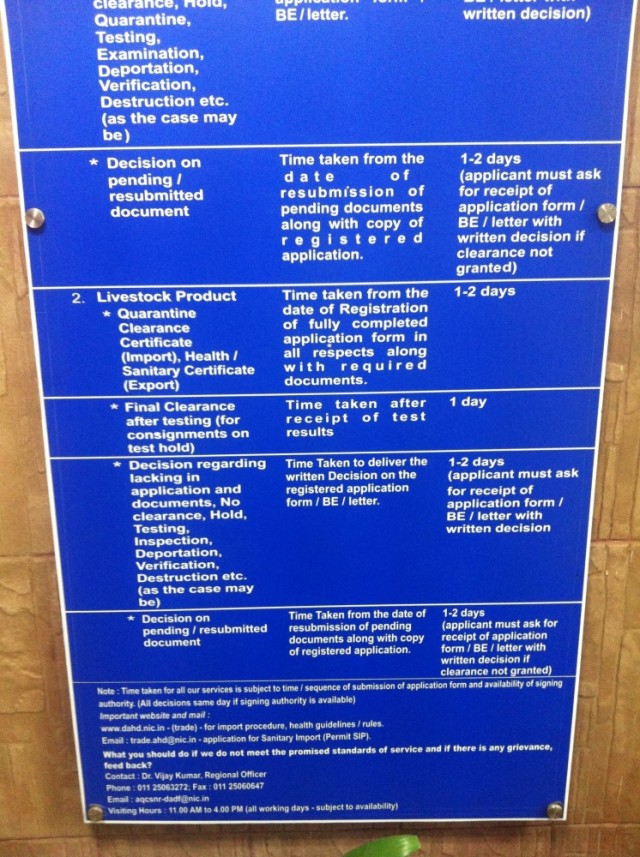 clearance, Hold,
Quarantine,
Testing,
Examination,
Deportation,
Verification,
Destruction etc.
(as the case may
be)
BE / letter.
written decision)
* Decision on
pending /
resubmitted
document
Time taken from the
date of
resubmission of
pending documents
along with copy of
registered
application.
1-2 days
(applicant must ask
for receipt of
application form /
BE / letter with
written decision if
clearance not
granted)
2. Livestock Product
* Quarantine
Clearance
Certificate
(Import), Health /
Sanitary Certificate
(Export)
Time taken from the
date of Registration
of fully completed
application form in
all respects along
with required
documents.
1-2 days
* Final Clearance
after testing (for
consignments on
test hold)
Time taken after
receipt of test
results
1 day
* Decision regarding
lacking in
application and
documents, No
clearance, Hold,
Testing,
Inspection,
Deportation,
Verification,
Destruction etc.
(as the case may
be)
Time Taken to deliver the
written Decision on the
registered application
form / BE / letter.
1-2 days
(applicant must ask
for receipt of
application form /
BE / letter with
written decision
* Decision on
pending / resubmitted
document
Time Taken from the date of
resubmission of pending
documents along with copy
of registered application.
1-2 days
(applicant must ask for
receipt of application
form / BE / letter with
written decision if
clearance not granted)
Note : Time taken for all our services is subject to time / sequence of submission of application form and availability of signing
authority. (All decisions same day if signing authority is available)
Important website and mail :
www.dahd.nic.in - (trade) - for import procedure, health guidelines / rules.
Email : trade.ahd@nic.in - application for Sanitary Import (Permit SIP).
What you should do if we do not meet the promised standards of service and if there is any grievance,
feed back?
Contact : Dr. Vijay Kumar, Regional Officer
Phone : 011 25063272; Fax : 011 25060647
Email : aqcsnr-dadf@nic.in
Visiting Hours : 11.00 AM to 4.00 PM (all working days - subject to availability)